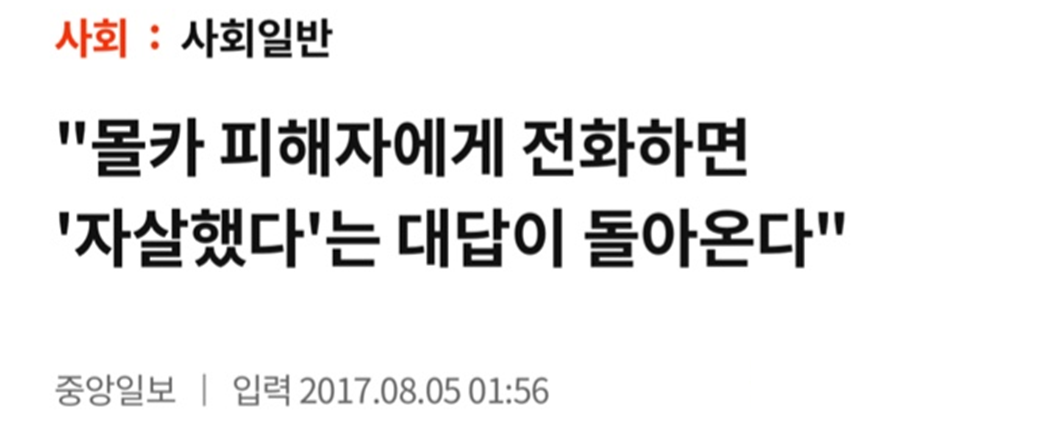 사회 : 사회일반
"몰카 피해자에게 전화하면
'자살했다'는 대답이 돌아온다"
중앙일보 | 입력 2017.08.05 01:56